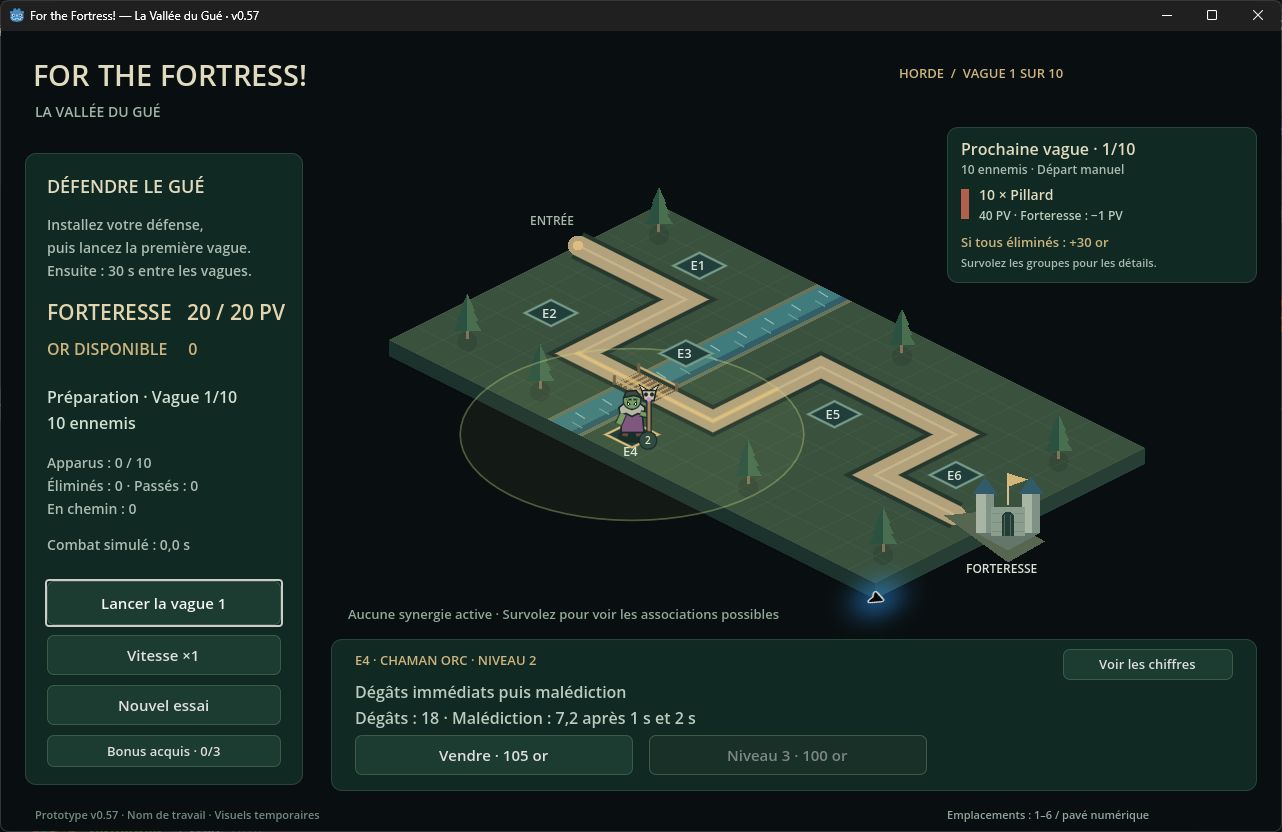 For the Fortress! — La Vallée du Gué · v0.57
FOR THE FORTRESS!
LA VALLÉE DU GUÉ
HORDE / VAGUE 1 SUR 10
DÉFENDRE LE GUÉ
Installez votre défense,
puis lancez la première vague.
Ensuite : 30 s entre les vagues.
FORTERESSE 20 / 20 PV
OR DISPONIBLE 0
Préparation · Vague 1/10
10 ennemis
Apparus : 0 / 10
Éliminés : 0 · Passés : 0
En chemin : 0
Combat simulé : 0,0 s
Lancer la vague 1
Vitesse ×1
Nouvel essai
Bonus acquis · 0/3
Prochaine vague · 1/10
10 ennemis · Départ manuel
10 × Pillard
40 PV · Forteresse : −1 PV
Si tous éliminés : +30 or
Survolez les groupes pour les détails.
ENTRÉE
E1
E2
E3
E5
2
E4
E6
FORTERESSE
Aucune synergie active · Survolez pour voir les associations possibles
E4 · CHAMAN ORC · NIVEAU 2
Voir les chiffres
Dégâts immédiats puis malédiction
Dégâts : 18 · Malédiction : 7,2 après 1 s et 2 s
Vendre · 105 or
Niveau 3 · 100 or
Prototype v0.57 · Nom de travail · Visuels temporaires
Emplacements : 1–6 / pavé numérique